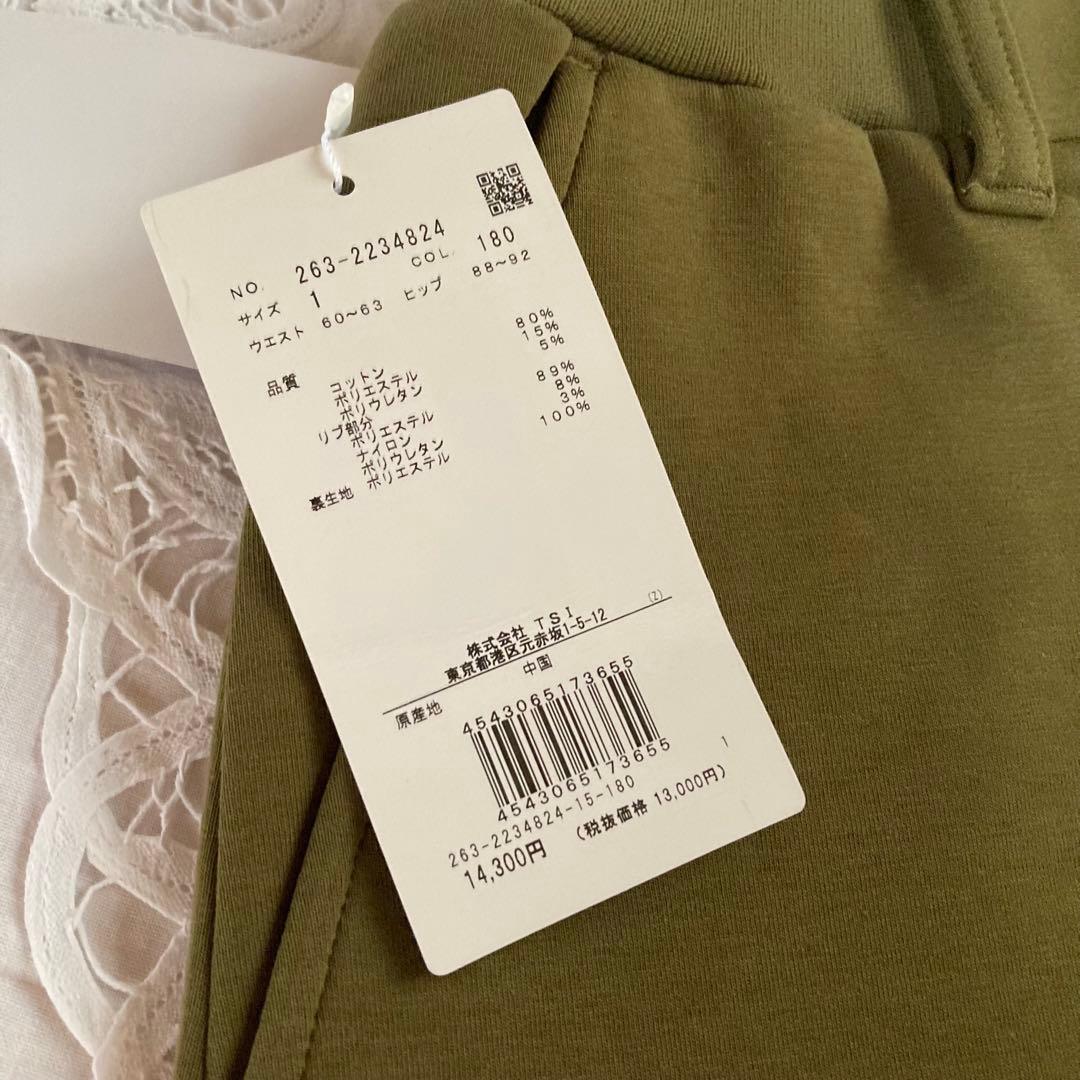 NO. 263-2234824
COL. 180
サイズ 1
ウエスト 60～63 ヒップ 88～92
品質 コットン 80%
ポリエステル 15%
ポリウレタン 5%
リブ部分
ポリエステル 89%
ナイロン 8%
ポリウレタン 3%
裏生地 ポリエステル 100%
(Z)
株式会社 TSI
東京都港区元赤坂1-5-12
原産地 中国
4543065173655
4543065173655
1
263-2234824-15-180
14,300円 (税抜価格 13,000円)